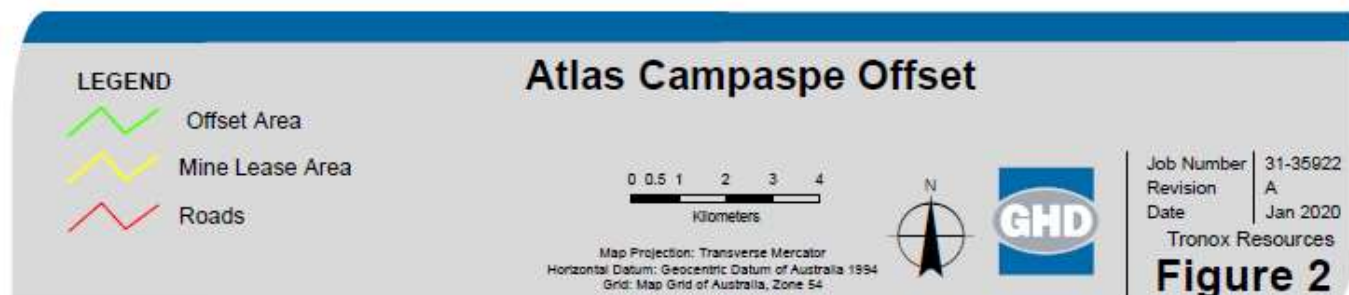 LEGEND
Offset Area
Mine Lease Area
Roads
Atlas Campaspe Offset
0 0.5 1 2 3 4
Kilometers
Map Projection: Transverse Mercator
Horizontal Datum: Geocentric Datum of Australia 1994
Grid: Map Grid of Australia, Zone 54
N
GHD
Job Number 31-35922
Revision A
Date Jan 2020
Tronox Resources
Figure 2